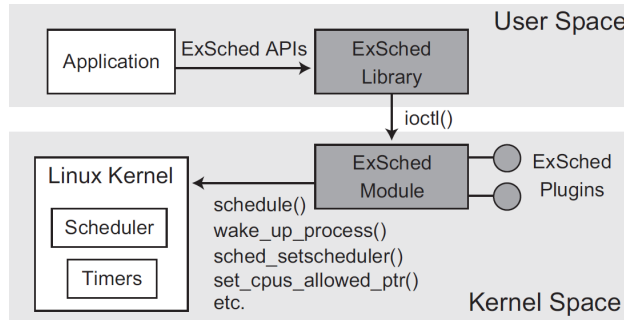 User Space
Application
ExSched APIs
ExSched
Library
ioctl()
Linux Kernel
Scheduler
Timers
ExSched
Module
ExSched
Plugins
schedule()
wake_up_process()
sched_setscheduler()
set_cpus_allowed_ptr()
etc.
Kernel Space